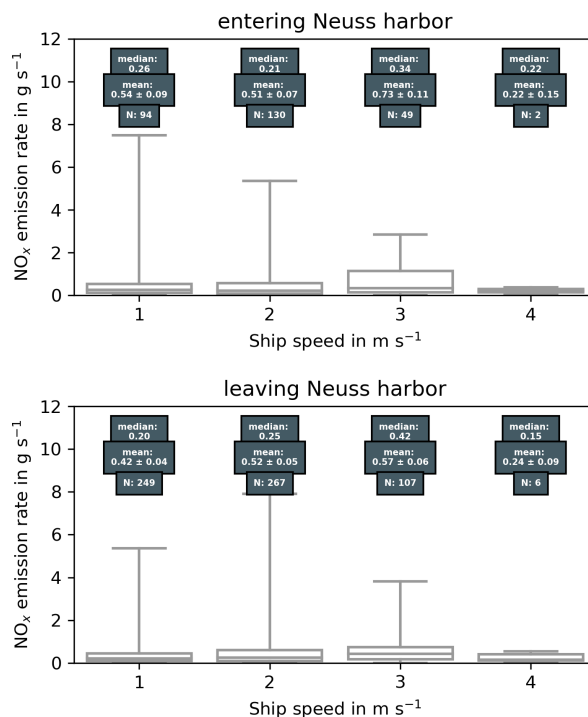 entering Neuss harbor
12
10
8
6
4
2
0
NOx emission rate in g s⁻¹
median:
0.26
mean:
0.54 ± 0.09
N: 94
median:
0.21
mean:
0.51 ± 0.07
N: 130
median:
0.34
mean:
0.73 ± 0.11
N: 49
median:
0.22
mean:
0.22 ± 0.15
N: 2
1 2 3 4
Ship speed in m s⁻¹
leaving Neuss harbor
12
10
8
6
4
2
0
NOx emission rate in g s⁻¹
median:
0.20
mean:
0.42 ± 0.04
N: 249
median:
0.25
mean:
0.52 ± 0.05
N: 267
median:
0.42
mean:
0.57 ± 0.06
N: 107
median:
0.15
mean:
0.24 ± 0.09
N: 6
1 2 3 4
Ship speed in m s⁻¹